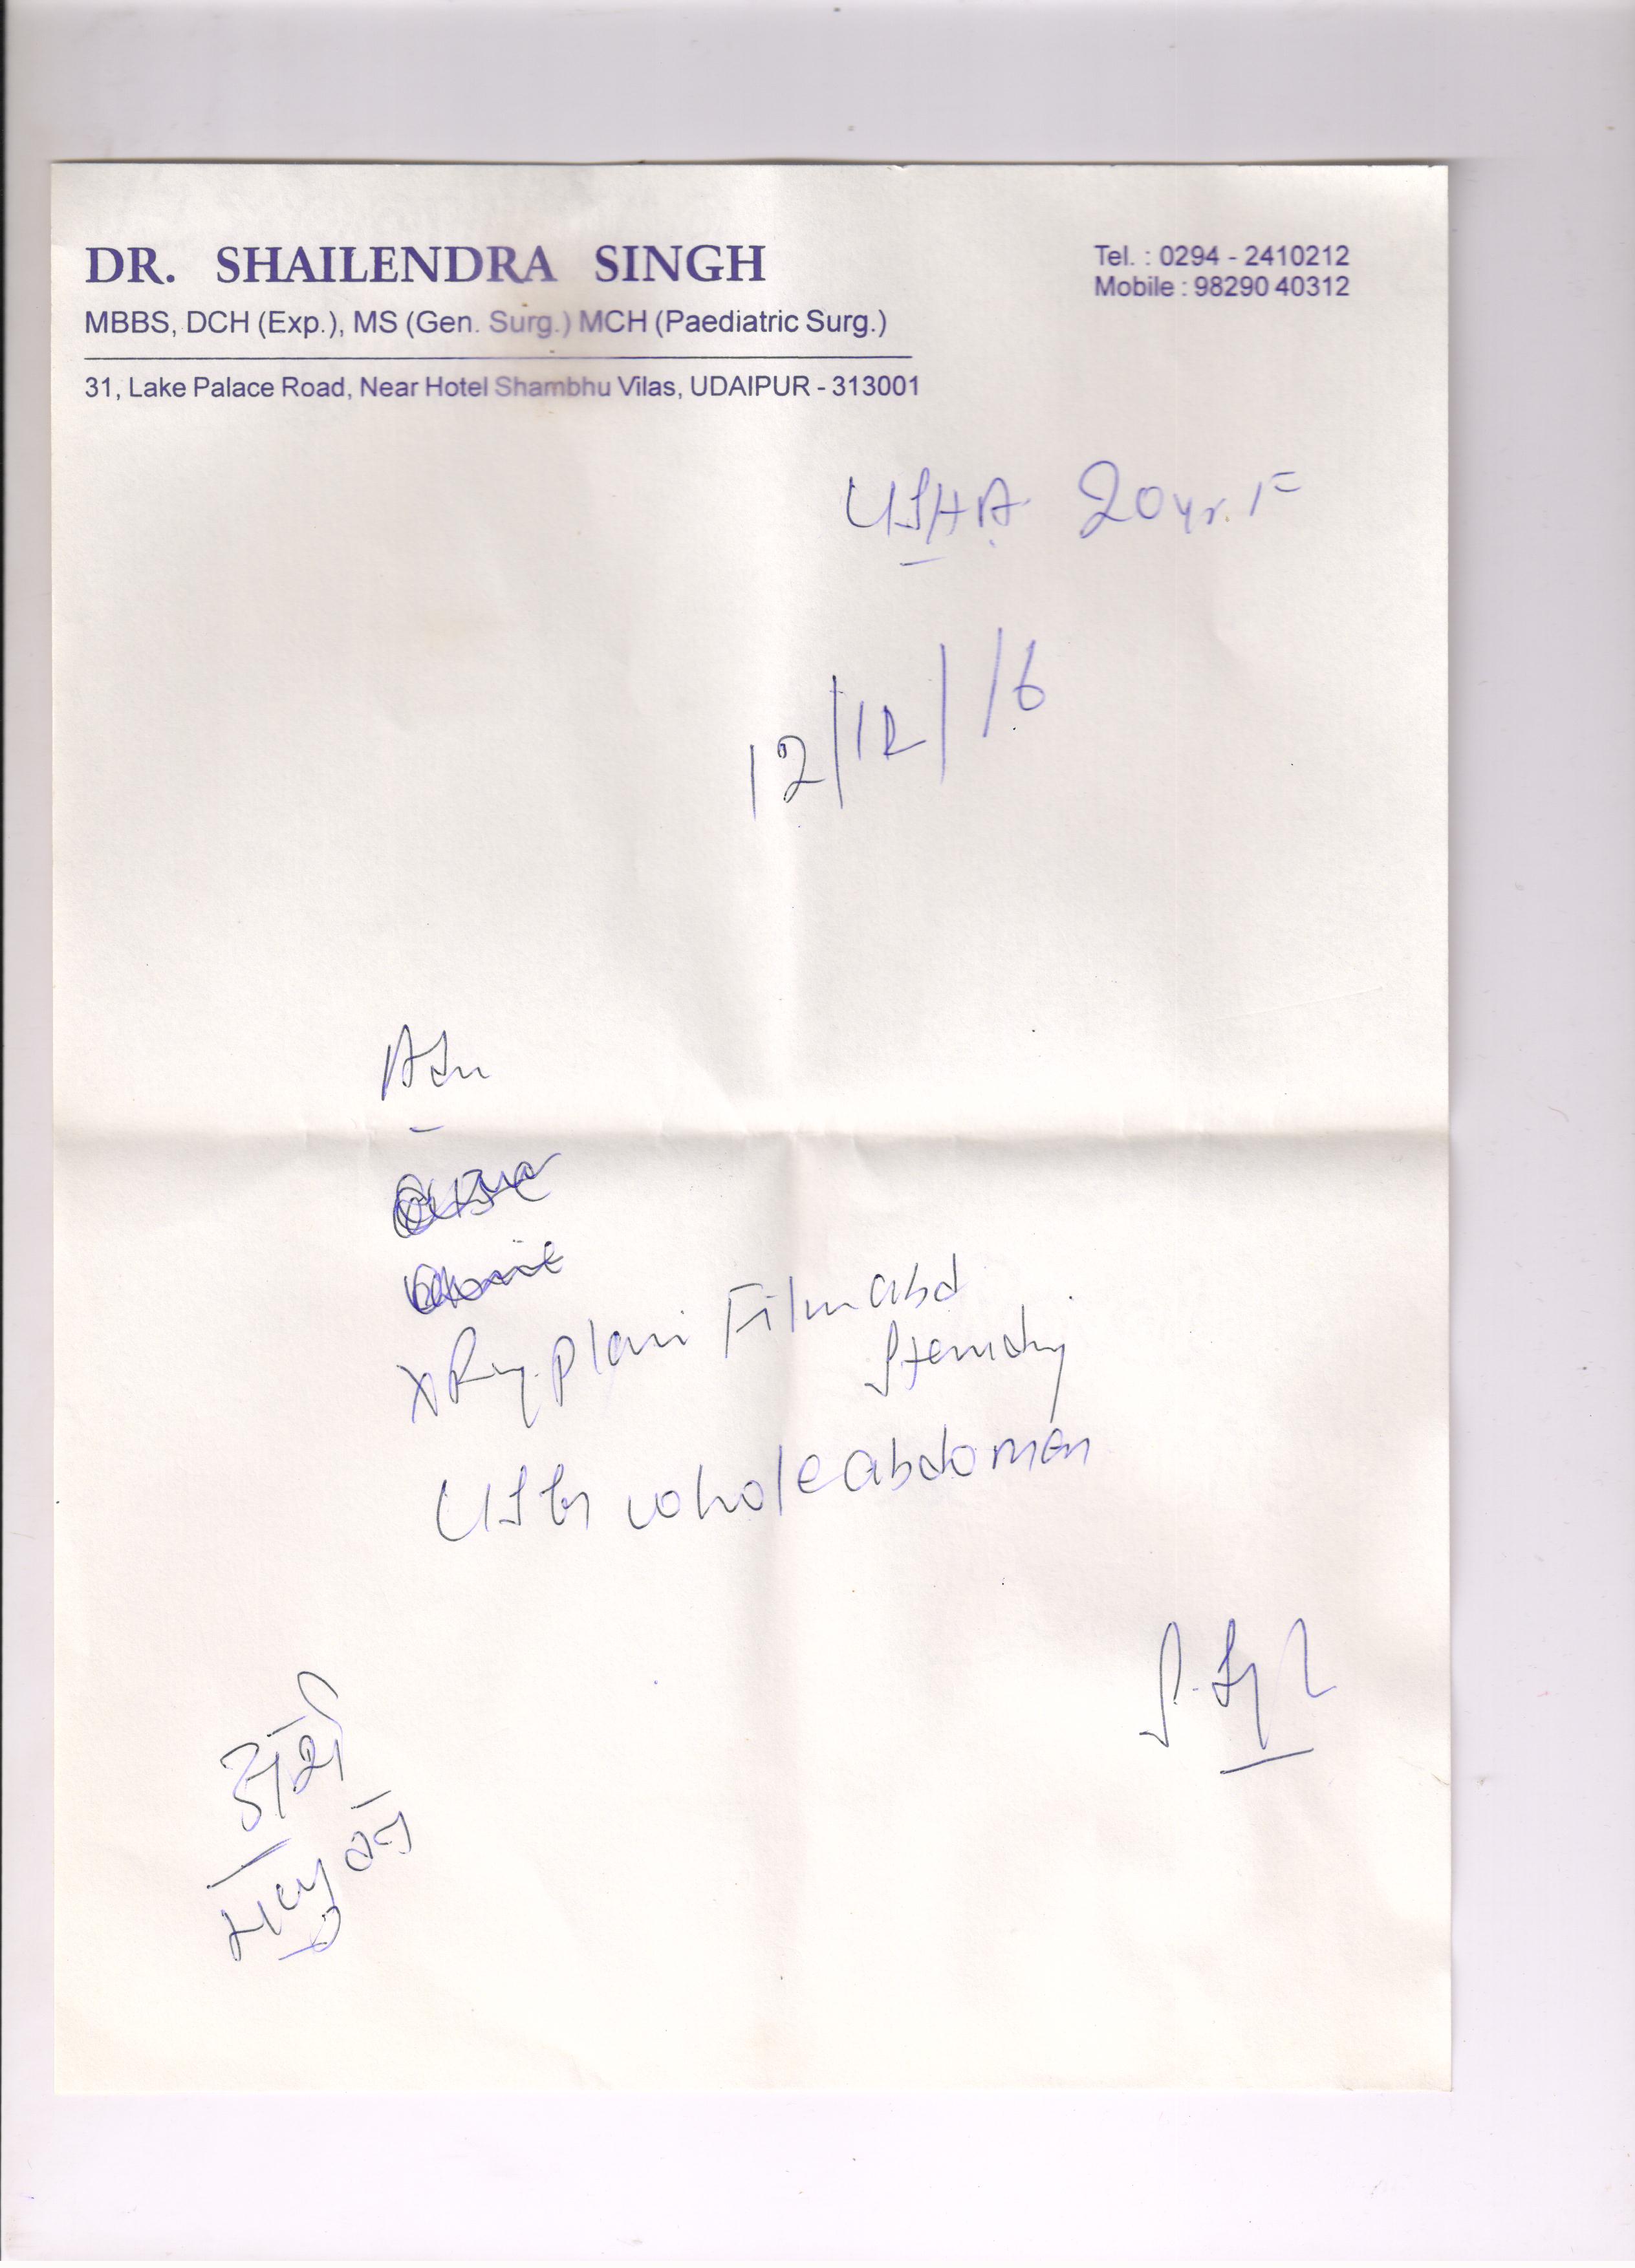 DR. SHAILENDRA SINGH
Tel. : 0294 - 2410212
MBBS, DCH (Exp.), MS (Gen. Surg.) MCH (Paediatric Surg.)
Mobile : 98290 40312
31, Lake Palace Road, Near Hotel Shambhu Vilas, UDAIPUR - 313001
USHA 20 yr. F
12/12/16
X Ray. plain Film abd
Standing
USG whole abdomen